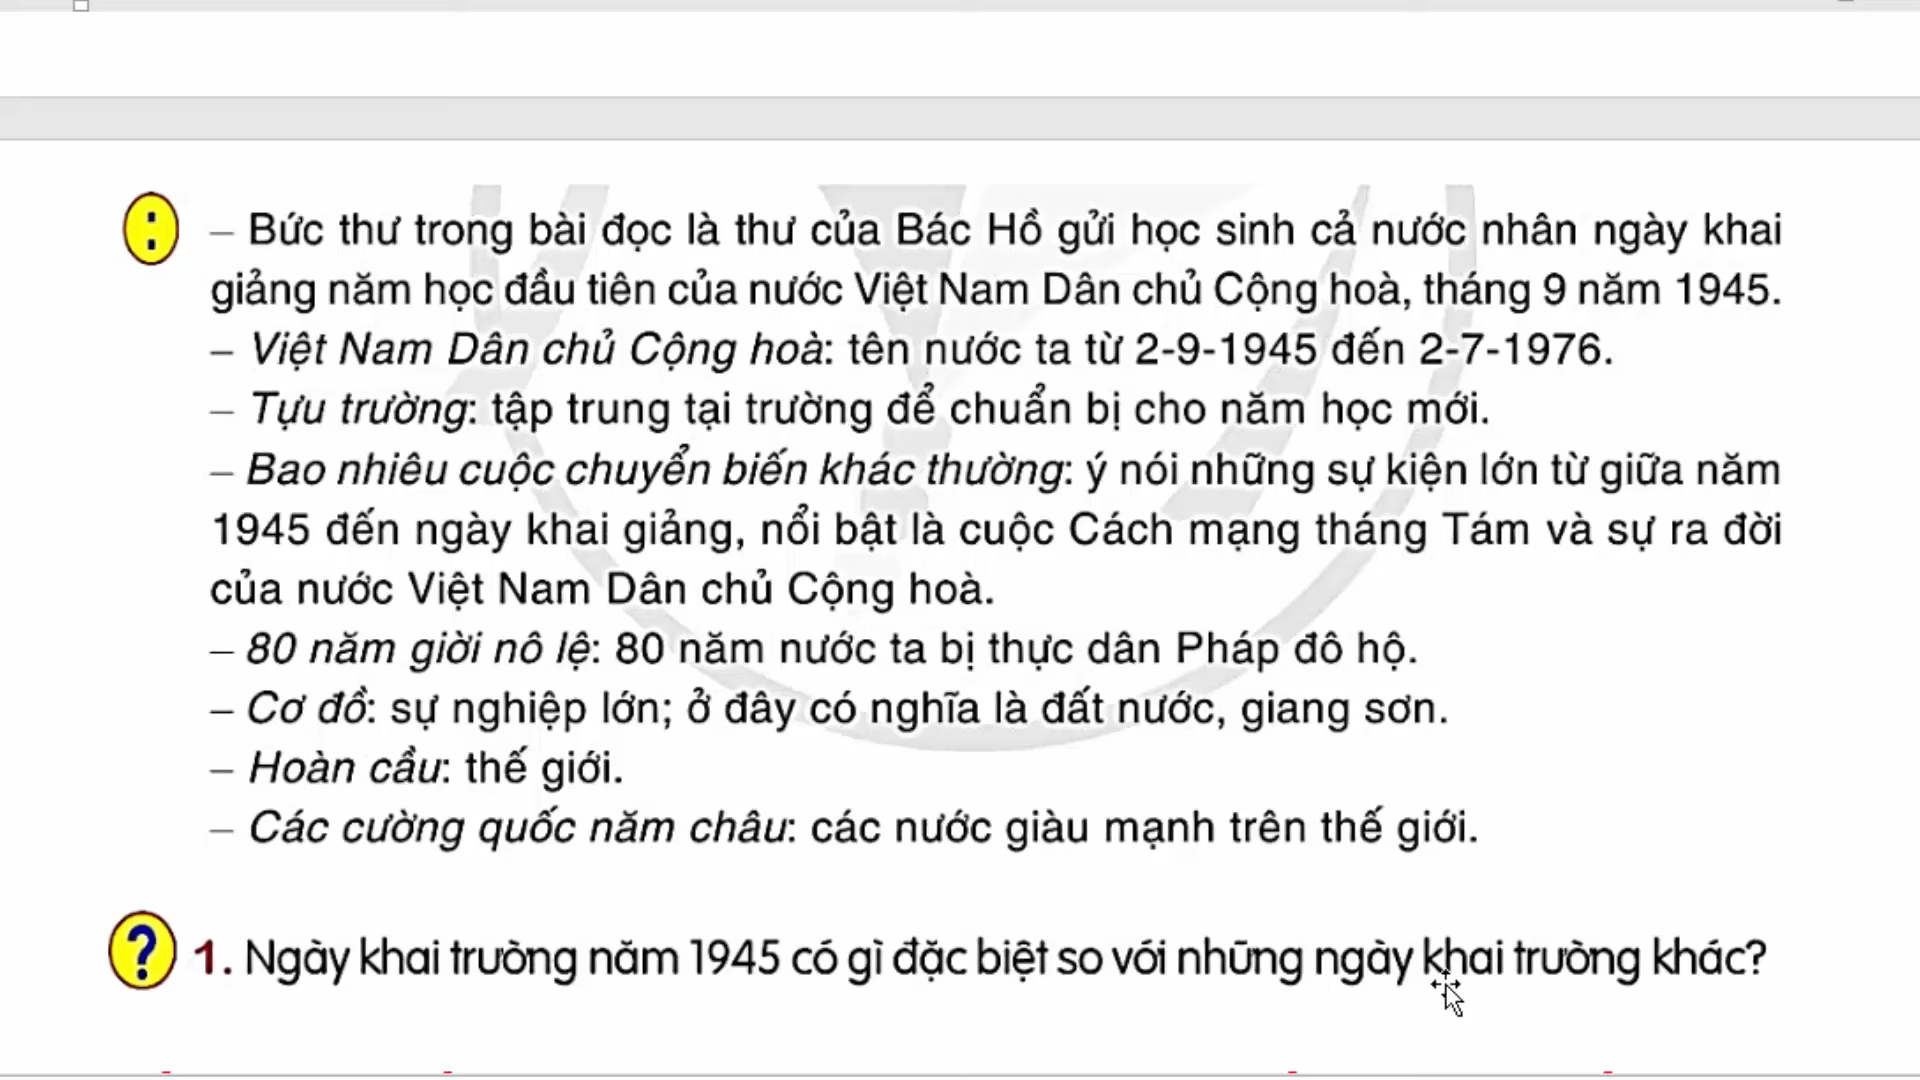 :
– Bức thư trong bài đọc là thư của Bác Hồ gửi học sinh cả nước nhân ngày khai
giảng năm học đầu tiên của nước Việt Nam Dân chủ Cộng hoà, tháng 9 năm 1945.
– Việt Nam Dân chủ Cộng hoà: tên nước ta từ 2-9-1945 đến 2-7-1976.
– Tựu trường: tập trung tại trường để chuẩn bị cho năm học mới.
– Bao nhiêu cuộc chuyển biến khác thường: ý nói những sự kiện lớn từ giữa năm
1945 đến ngày khai giảng, nổi bật là cuộc Cách mạng tháng Tám và sự ra đời
của nước Việt Nam Dân chủ Cộng hoà.
– 80 năm giời nô lệ: 80 năm nước ta bị thực dân Pháp đô hộ.
– Cơ đồ: sự nghiệp lớn; ở đây có nghĩa là đất nước, giang sơn.
– Hoàn cầu: thế giới.
– Các cường quốc năm châu: các nước giàu mạnh trên thế giới.
? 1. Ngày khai trường năm 1945 có gì đặc biệt so với những ngày khai trường khác?